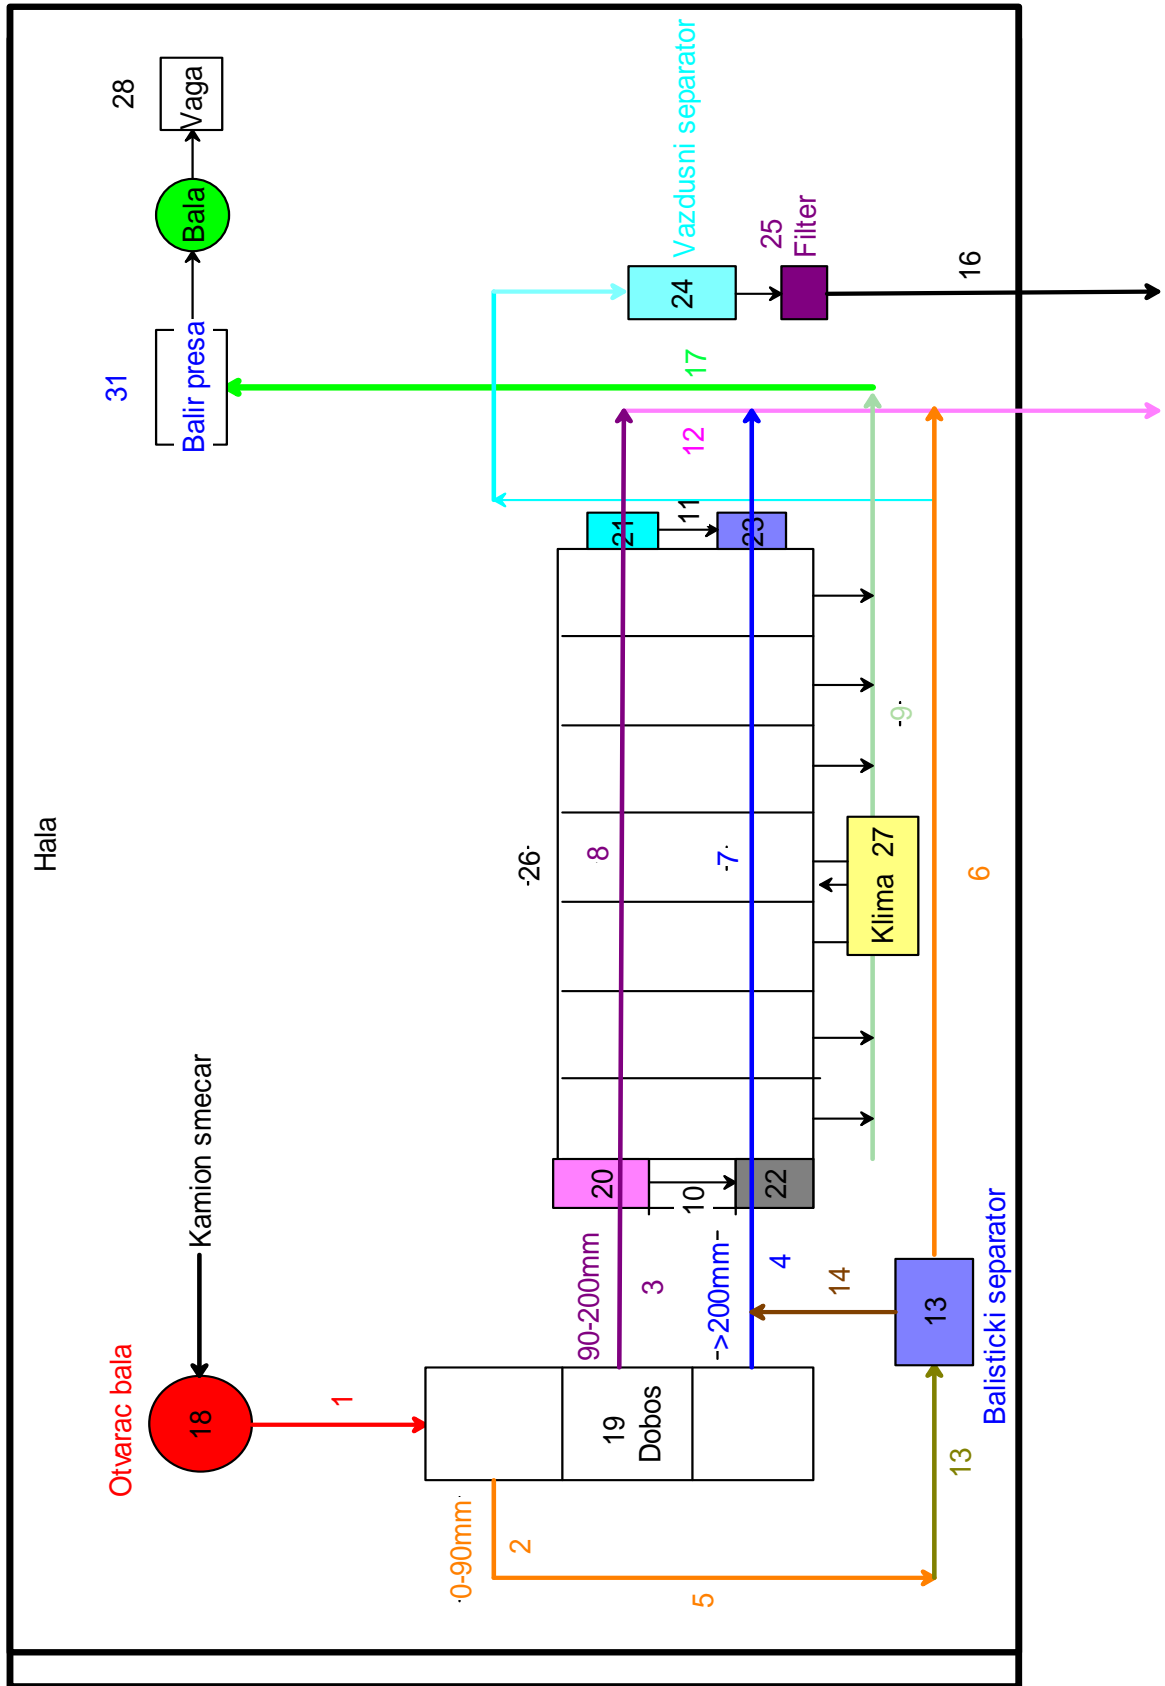 Hala
Otvarac bala
18
Kamion smecar
1
.0-90mm.
2
5
19
Dobos
90-200mm
3
->200mm-
4
13
Balisticki separator
13
14
20
10
22
-26-
8
-7-
Klima 27
-9-
6
21
11
23
12
17
31
Balir presa
Bala
Vaga
28
Vazdusni separator
24
25
Filter
16